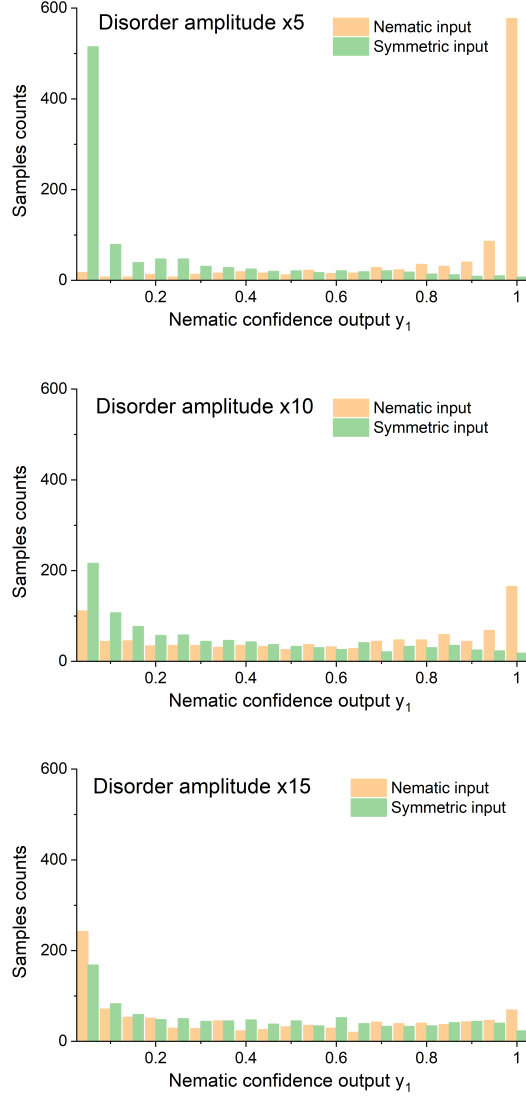 Disorder amplitude x5
Nematic input
Symmetric input
600
400
200
0
Samples counts
0.2
0.4
0.6
0.8
1
Nematic confidence output y₁
Disorder amplitude x10
Nematic input
Symmetric input
600
400
200
0
Samples counts
0.2
0.4
0.6
0.8
1
Nematic confidence output y₁
Disorder amplitude x15
Nematic input
Symmetric input
600
400
200
0
Samples counts
0.2
0.4
0.6
0.8
1
Nematic confidence output y₁